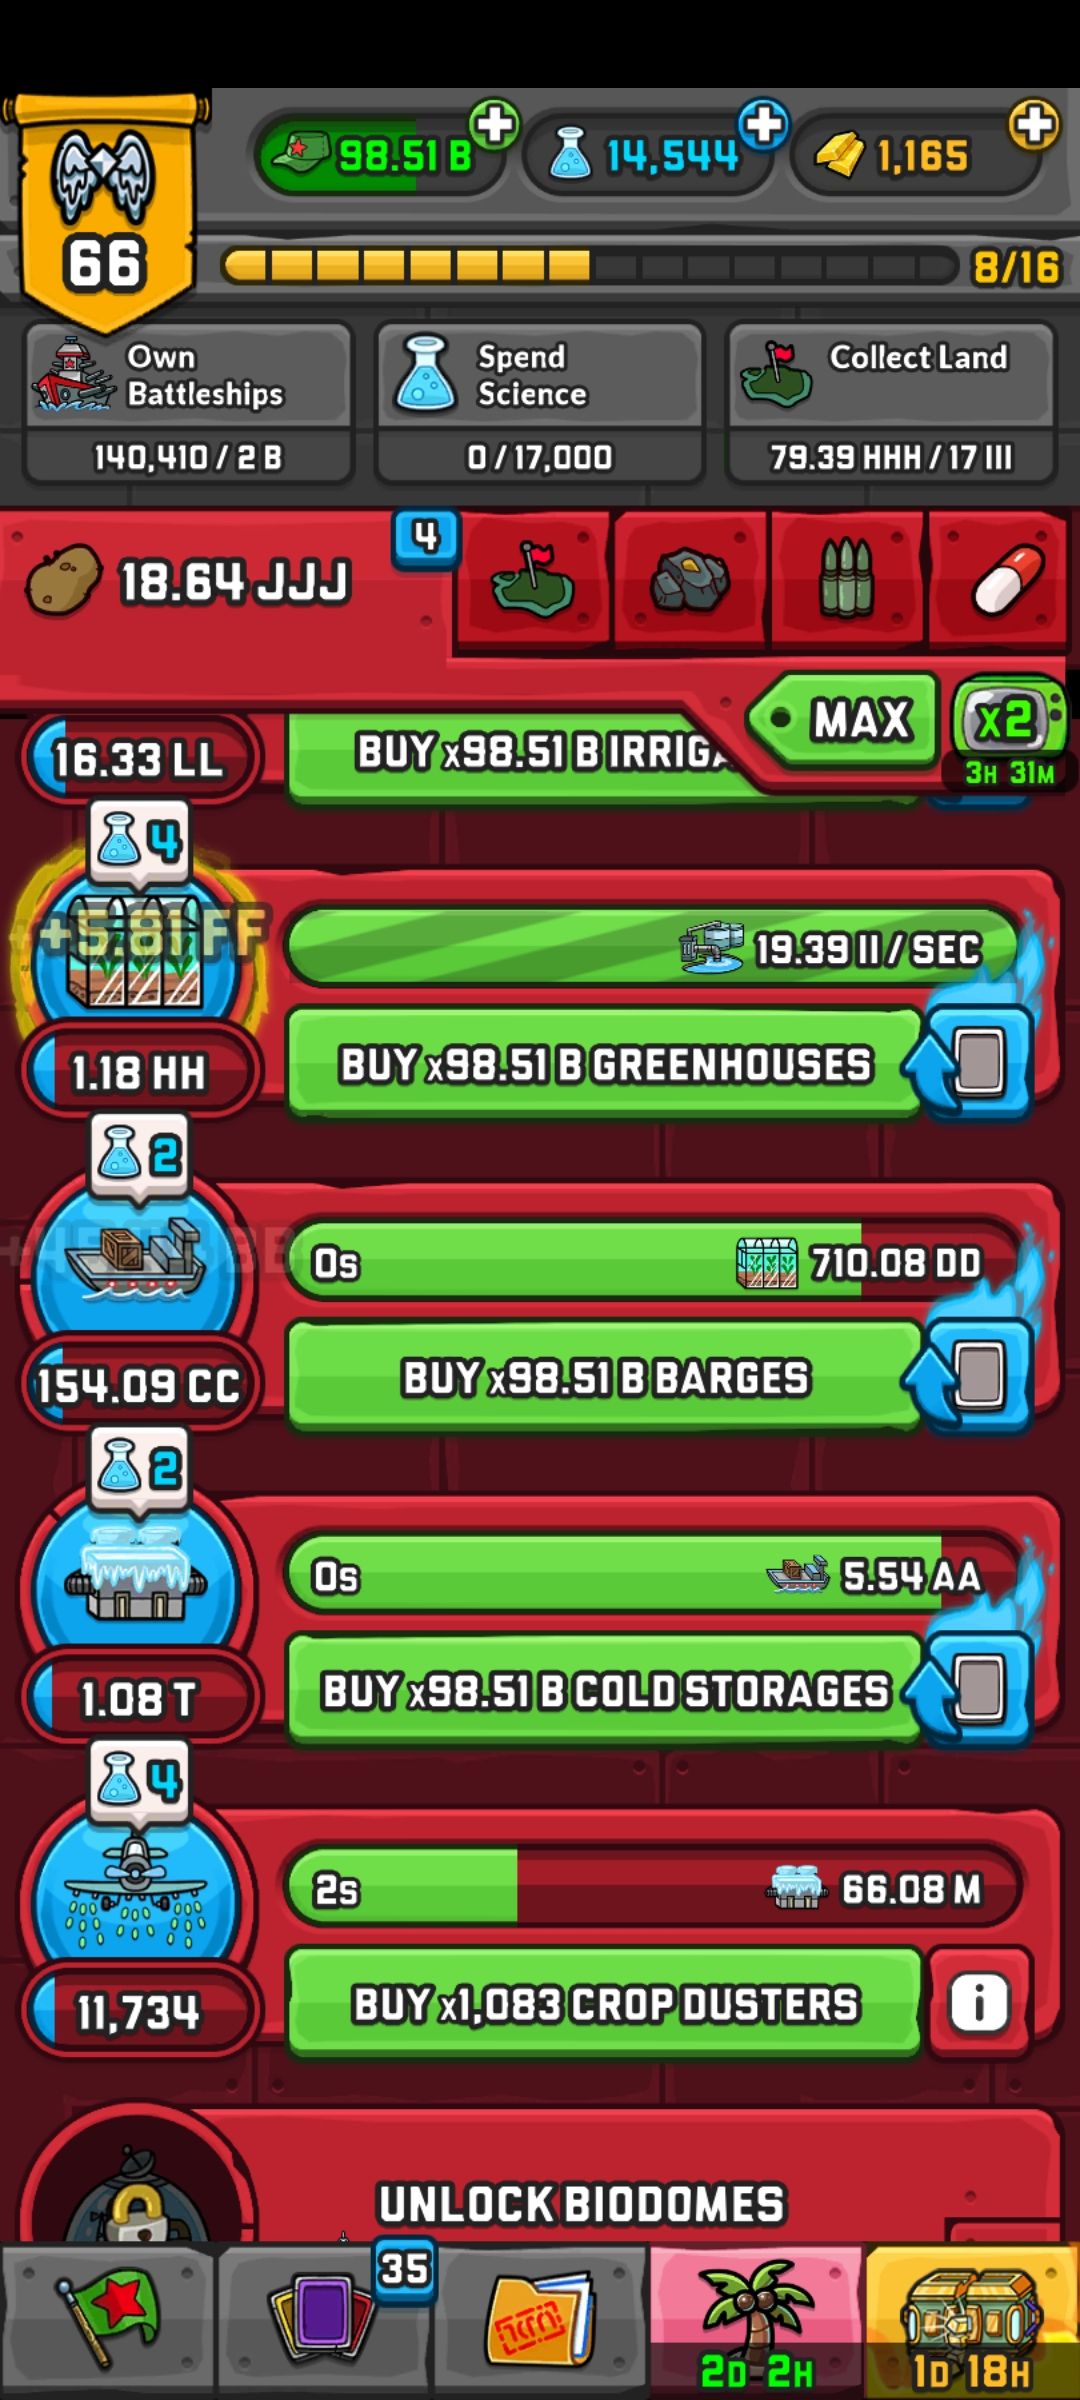 98.51 B
14,544
1,165
66
8/16
Own
Battleships
140,410 / 2 B
Spend
Science
0 / 17,000
Collect Land
79.39 HHH / 17 III
18.64 JJJ
4
MAX
x2
3H 31M
16.33 LL
BUY x98.51 B IRRIGA
4
+5.81 FF
19.39 II / SEC
1.18 HH
BUY x98.51 B GREENHOUSES
2
0s
710.08 DD
154.09 CC
BUY x98.51 B BARGES
2
0s
5.54 AA
1.08 T
BUY x98.51 B COLD STORAGES
4
2s
66.08 M
11,734
BUY x1,083 CROP DUSTERS
i
UNLOCK BIODOMES
35
2D 2H
1D 18H